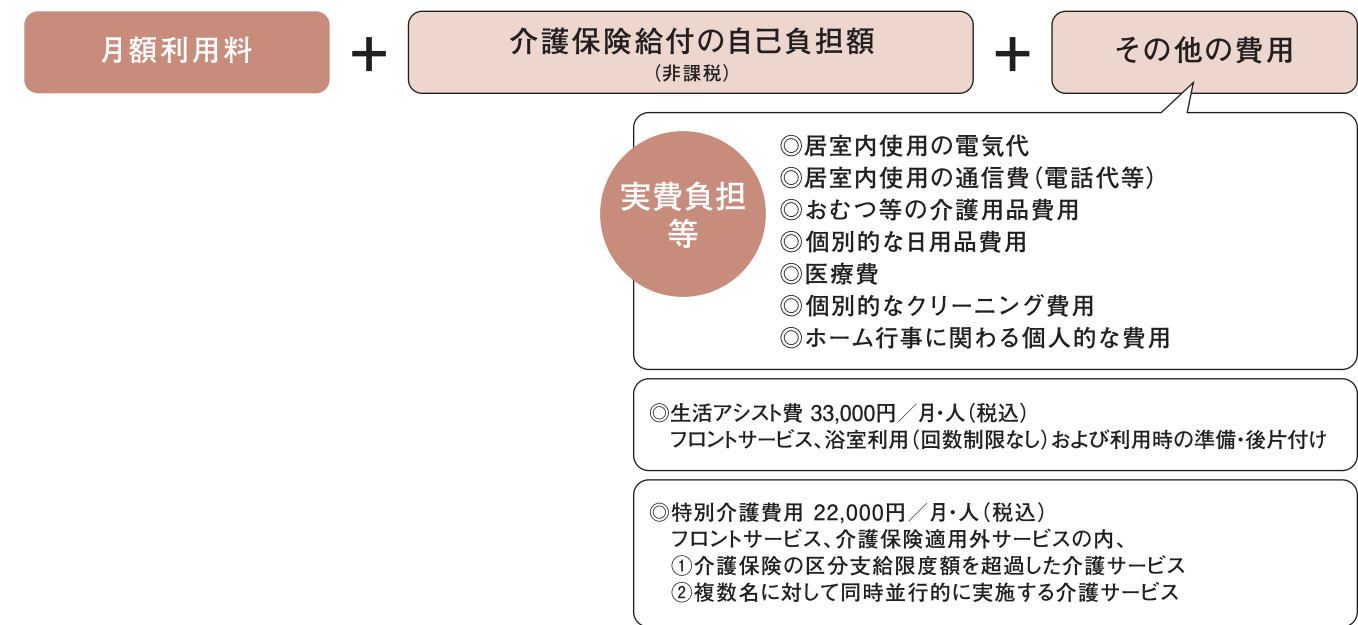 月額利用料
+
介護保険給付の自己負担額
(非課税)
+
その他の費用
実費負担
等
◎居室内使用の電気代
◎居室内使用の通信費(電話代等)
◎おむつ等の介護用品費用
◎個別的な日用品費用
◎医療費
◎個別的なクリーニング費用
◎ホーム行事に関わる個人的な費用
◎生活アシスト費 33,000円/月・人(税込)
フロントサービス、浴室利用(回数制限なし)および利用時の準備・後片付け
◎特別介護費用 22,000円/月・人(税込)
フロントサービス、介護保険適用外サービスの内、
①介護保険の区分支給限度額を超過した介護サービス
②複数名に対して同時並行的に実施する介護サービス